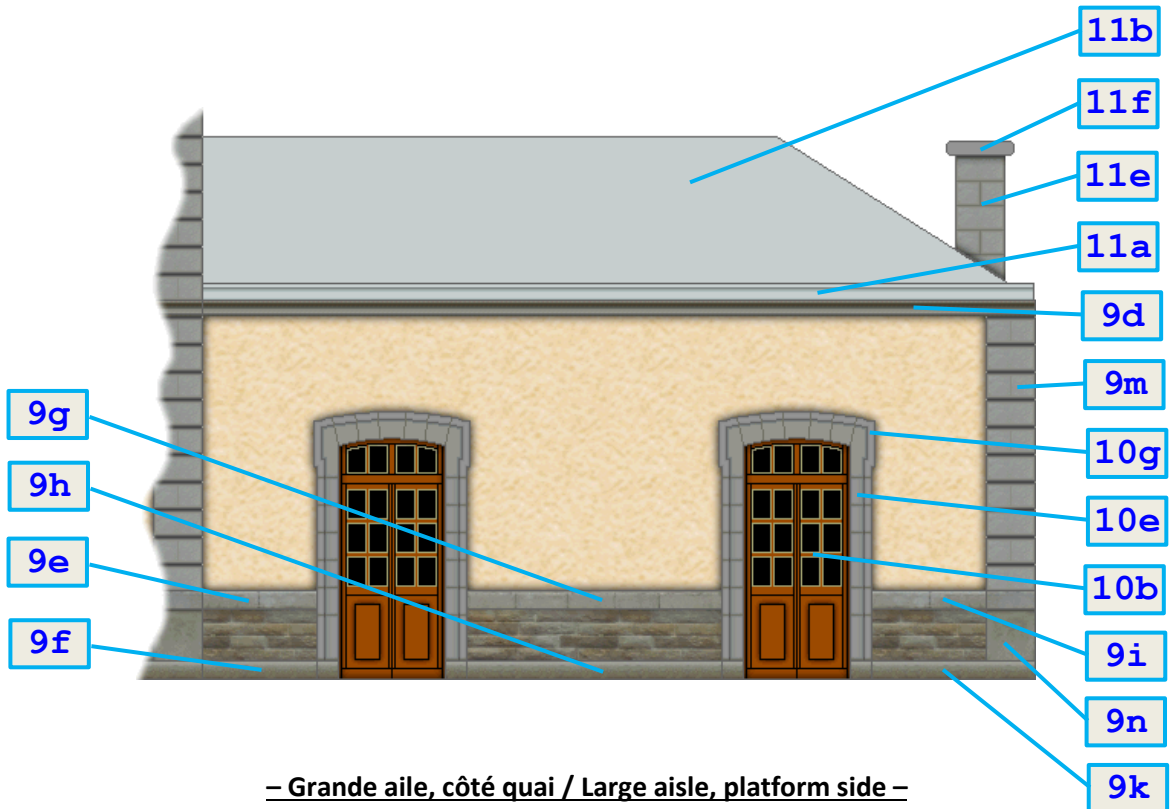 11b
11f
11e
11a
9d
9m
9g
10g
9h
10e
9e
10b
9f
9i
9n
9k
– Grande aile, côté quai / Large aisle, platform side –